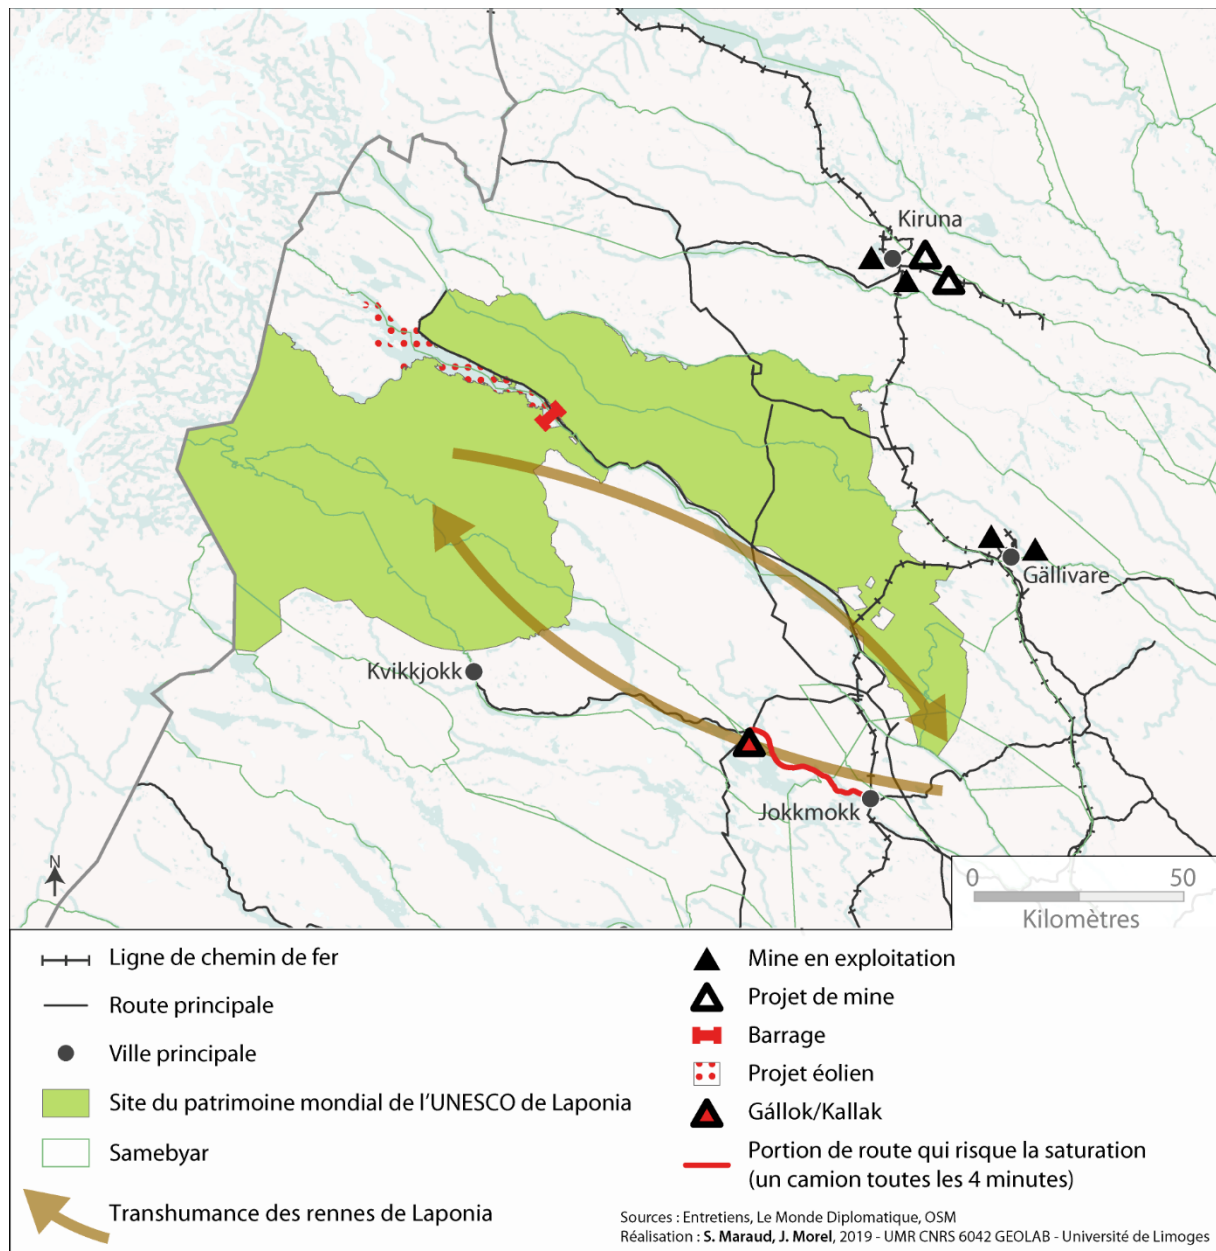 Kiruna
Gällivare
Kvikkjokk
Jokkmokk
N
0 50
Kilomètres
Ligne de chemin de fer
Route principale
Ville principale
Site du patrimoine mondial de l'UNESCO de Laponia
Samebyar
Transhumance des rennes de Laponia
Mine en exploitation
Projet de mine
Barrage
Projet éolien
Gállok/Kallak
Portion de route qui risque la saturation
(un camion toutes les 4 minutes)
Sources : Entretiens, Le Monde Diplomatique, OSM
Réalisation : S. Maraud, J. Morel, 2019 - UMR CNRS 6042 GEOLAB - Université de Limoges